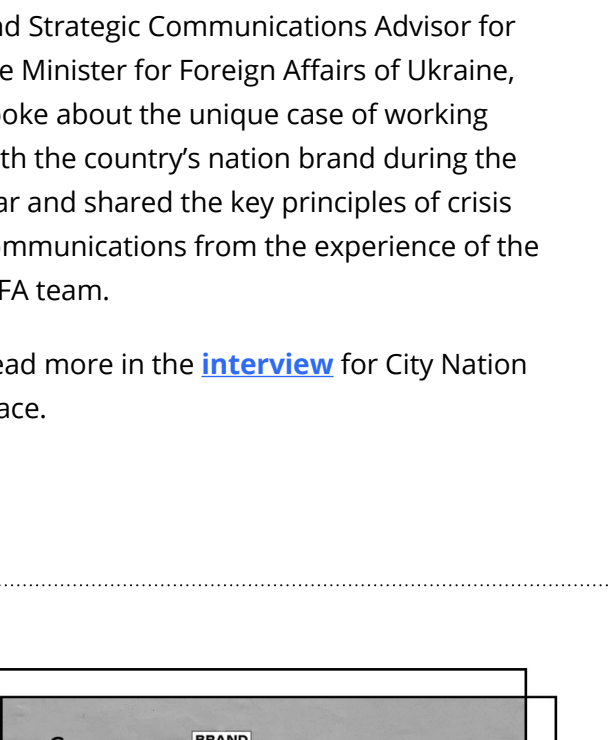 nd Strategic Communications Advisor for
e Minister for Foreign Affairs of Ukraine,
oke about the unique case of working
th the country's nation brand during the
ar and shared the key principles of crisis
ommunications from the experience of the
FA team.
ead more in the interview for City Nation
ace.
BRAND